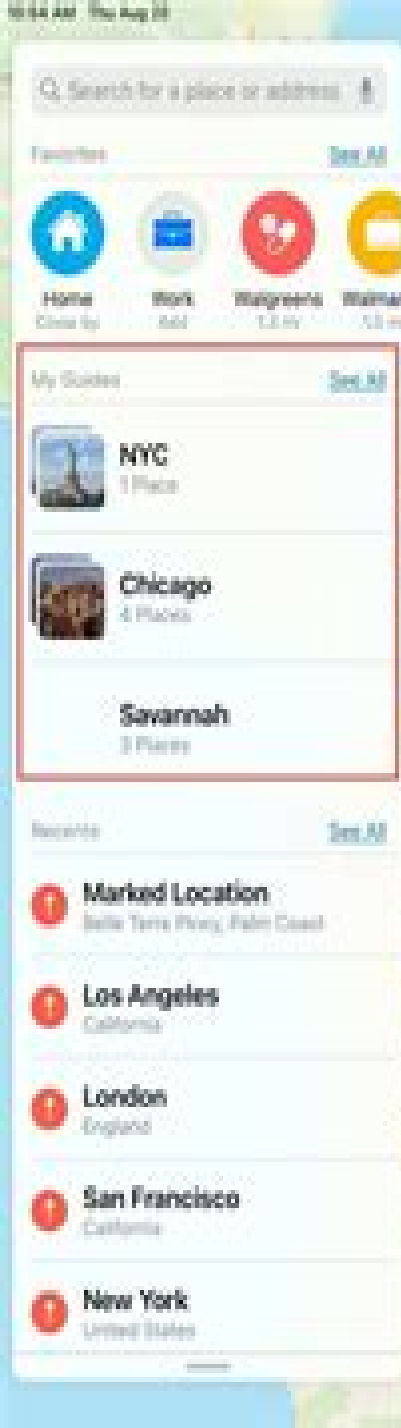 10:54 AM Thu Aug 20
Search for a place or address
Favorites See All
Home Work Walgreens Walmar
Close by Add
My Guides See All
NYC
1 Place
Chicago
4 Places
Savannah
3 Places
Recents See All
Marked Location
Belle Terre Pkwy, Palm Coast
Los Angeles
California
London
England
San Francisco
California
New York
United States